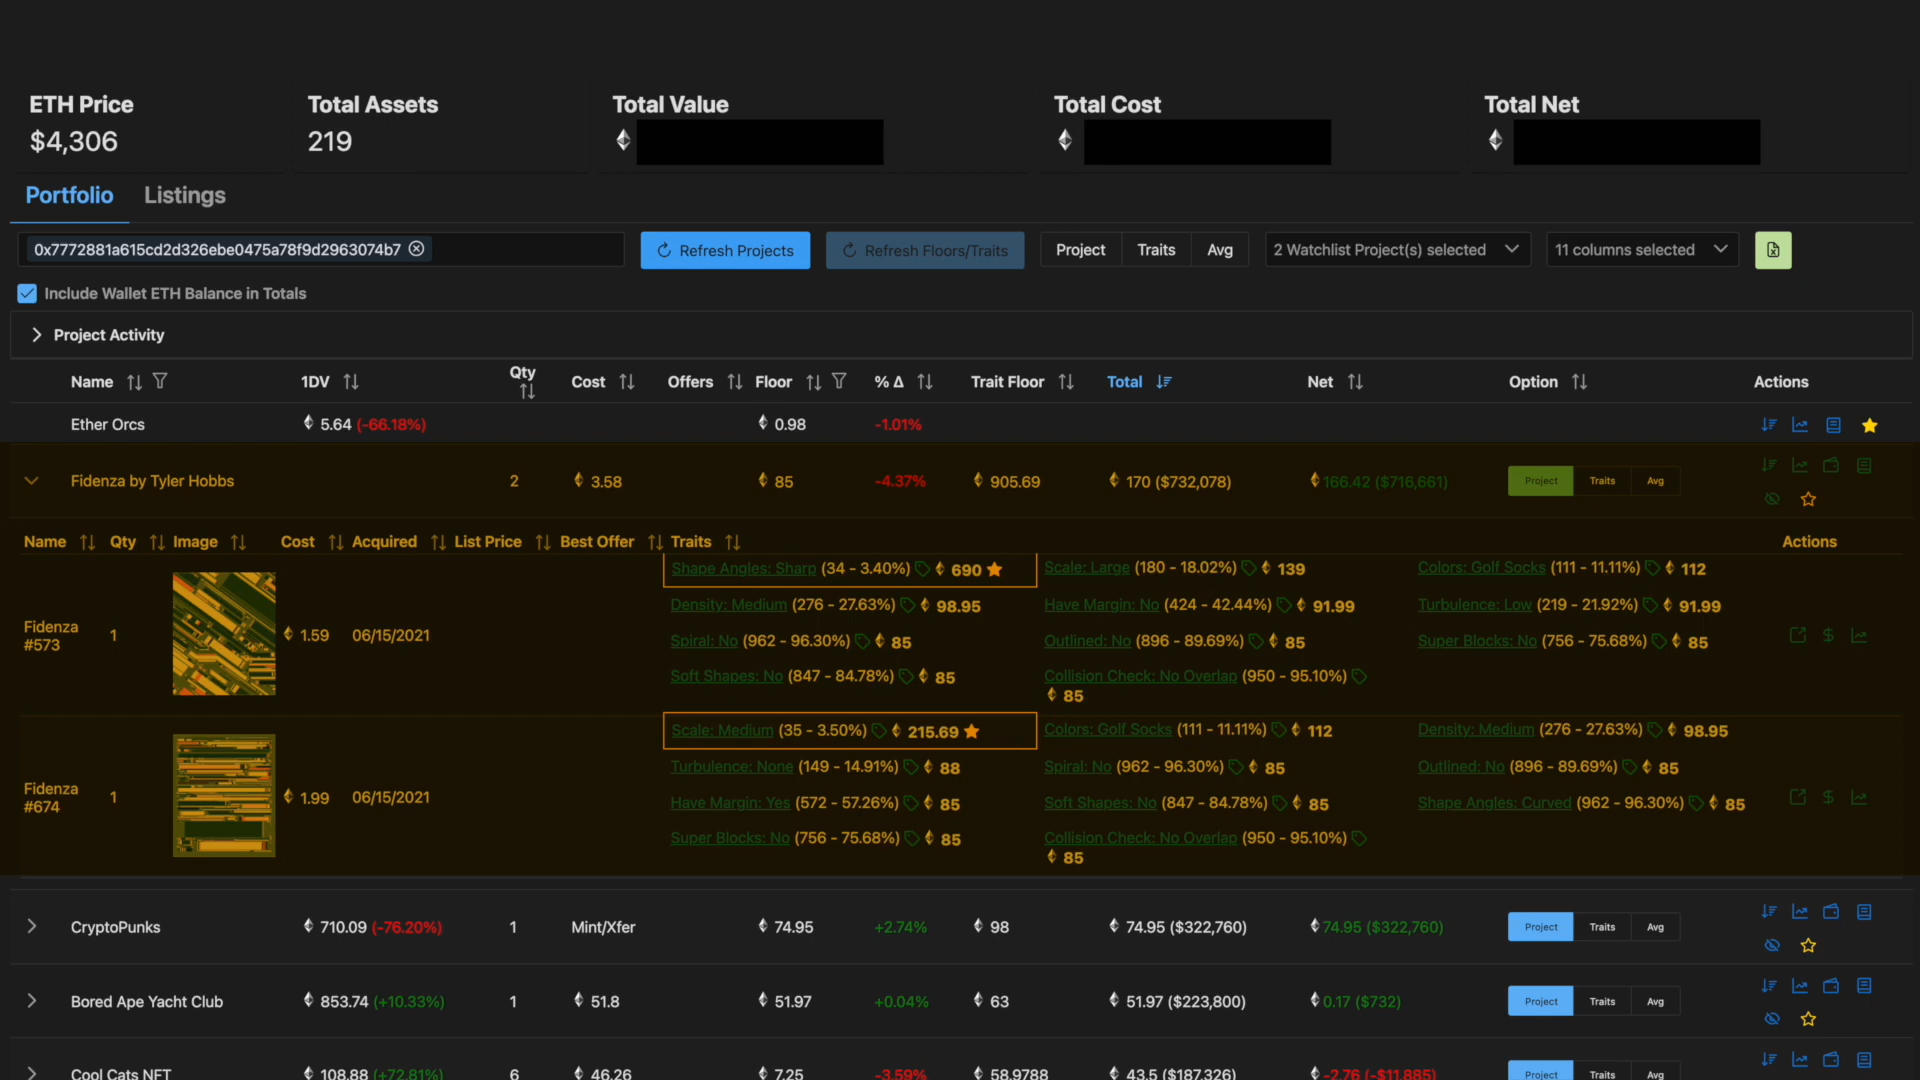 ETH Price Total Assets Total Value Total Cost Total Net
$4,306 219
Portfolio Listings
0x7772881a615cd2d326ebe0475a78f9d2963074b7 Refresh Projects Refresh Floors/Traits Project Traits Avg 2 Watchlist Project(s) selected 11 columns selected
Include Wallet ETH Balance in Totals
Project Activity
Name 1DV Qty Cost Offers Floor % Δ Trait Floor Total Net Option Actions
Ether Orcs 5.64 (-66.18%) 0.98 -1.01%
Fidenza by Tyler Hobbs 2 3.58 85 -4.37% 905.69 170 ($732,078) 166.42 ($716,661) Project Traits Avg
Name Qty Image Cost Acquired List Price Best Offer Traits Actions
Fidenza #573 1 1.59 06/15/2021
Shape Angles: Sharp (34 - 3.40%) 690 Scale: Large (180 - 18.02%) 139 Colors: Golf Socks (111 - 11.11%) 112
Density: Medium (276 - 27.63%) 98.95 Have Margin: No (424 - 42.44%) 91.99 Turbulence: Low (219 - 21.92%) 91.99
Spiral: No (962 - 96.30%) 85 Outlined: No (896 - 89.69%) 85 Super Blocks: No (756 - 75.68%) 85
Soft Shapes: No (847 - 84.78%) 85 Collision Check: No Overlap (950 - 95.10%)
85
Fidenza #674 1 1.99 06/15/2021
Scale: Medium (35 - 3.50%) 215.69 Colors: Golf Socks (111 - 11.11%) 112 Density: Medium (276 - 27.63%) 98.95
Turbulence: None (149 - 14.91%) 88 Spiral: No (962 - 96.30%) 85 Outlined: No (896 - 89.69%) 85
Have Margin: Yes (572 - 57.26%) 85 Soft Shapes: No (847 - 84.78%) 85 Shape Angles: Curved (962 - 96.30%) 85
Super Blocks: No (756 - 75.68%) 85 Collision Check: No Overlap (950 - 95.10%)
85
CryptoPunks 710.09 (-76.20%) 1 Mint/Xfer 74.95 +2.74% 98 74.95 ($322,760) 74.95 ($322,760) Project Traits Avg
Bored Ape Yacht Club 853.74 (+10.33%) 1 51.8 51.97 +0.04% 63 51.97 ($223,800) 0.17 ($732) Project Traits Avg
Cool Cats NFT 108.88 (+72.81%) 6 46.26 7.25 -3.59% 58.9788 43.5 ($187,326) -2.76 (-$11,885) Project Traits Avg